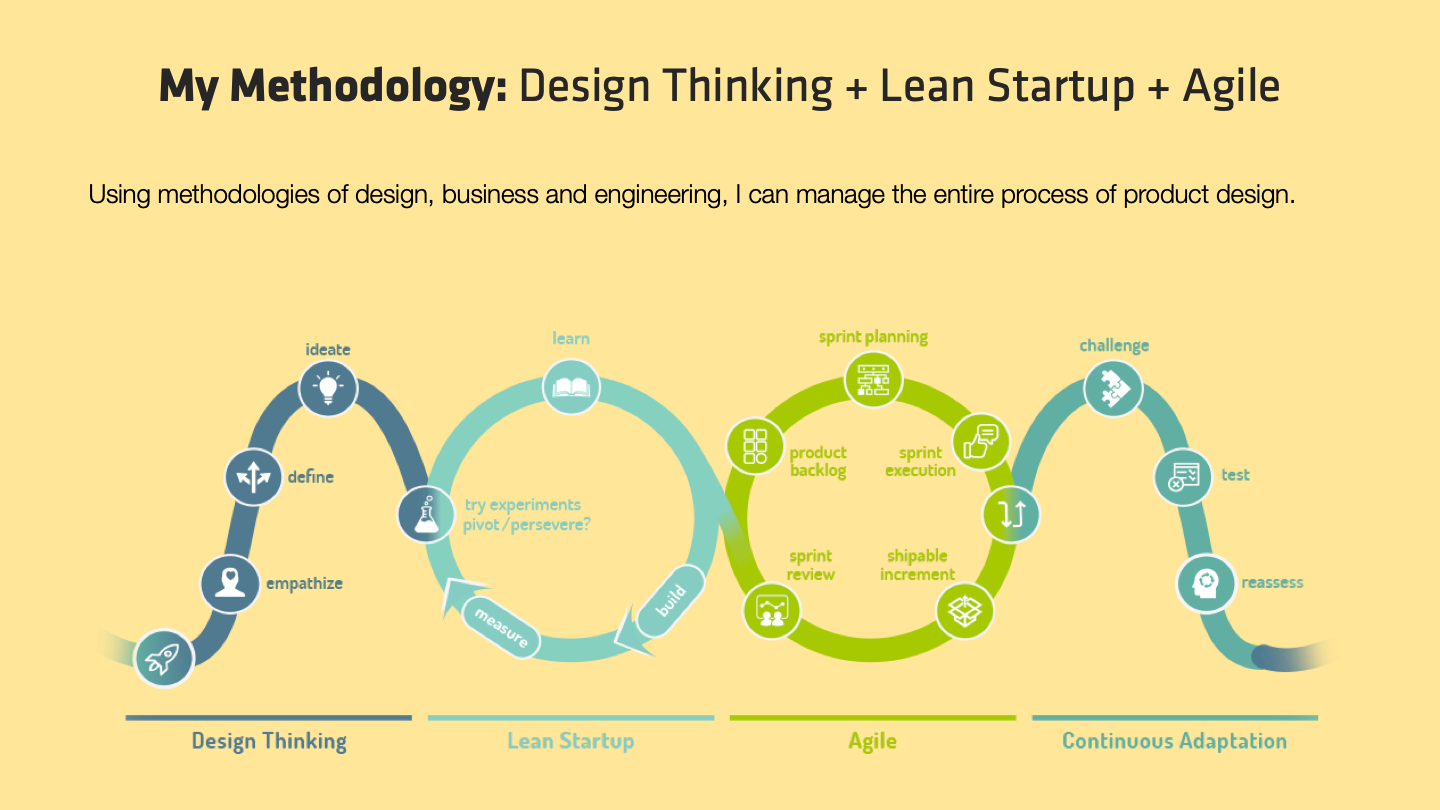 My Methodology: Design Thinking + Lean Startup + Agile
Using methodologies of design, business and engineering, I can manage the entire process of product design.
ideate
define
empathize
learn
try experiments
pivot/persevere?
measure
build
sprint planning
product
backlog
sprint
execution
sprint
review
shipable
increment
challenge
test
reassess
Design Thinking
Lean Startup
Agile
Continuous Adaptation